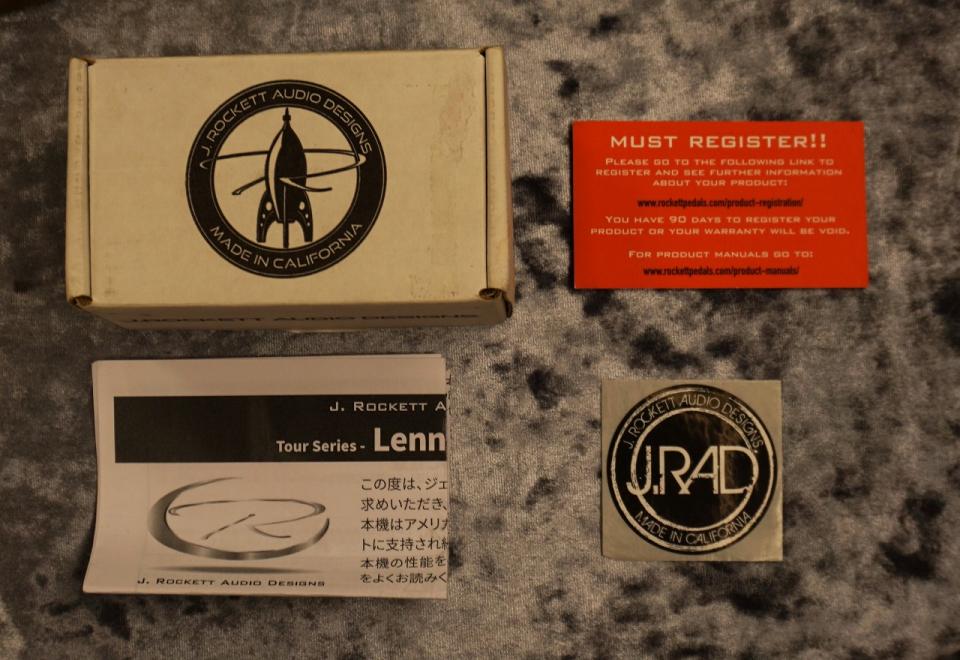 J. ROCKETT AUDIO DESIGNS
MADE IN CALIFORNIA
J.ROCKETT AUDIO DESIGNS
MUST REGISTER!!
PLEASE GO TO THE FOLLOWING LINK TO
REGISTER AND SEE FURTHER INFORMATION
ABOUT YOUR PRODUCT:
www.rockettpedals.com/product-registration/
YOU HAVE 90 DAYS TO REGISTER YOUR
PRODUCT OR YOUR WARRANTY WILL BE VOID.
FOR PRODUCT MANUALS GO TO:
www.rockettpedals.com/product-manuals/
J. ROCKETT A
Tour Series - Lenn
この度は、ジェ
求めいただき、
本機はアメリカ
トに支持され
本機の性能を
をよくお読みく
J. ROCKETT AUDIO DESIGNS
J. ROCKETT AUDIO DESIGNS
J.RAD
MADE IN CALIFORNIA